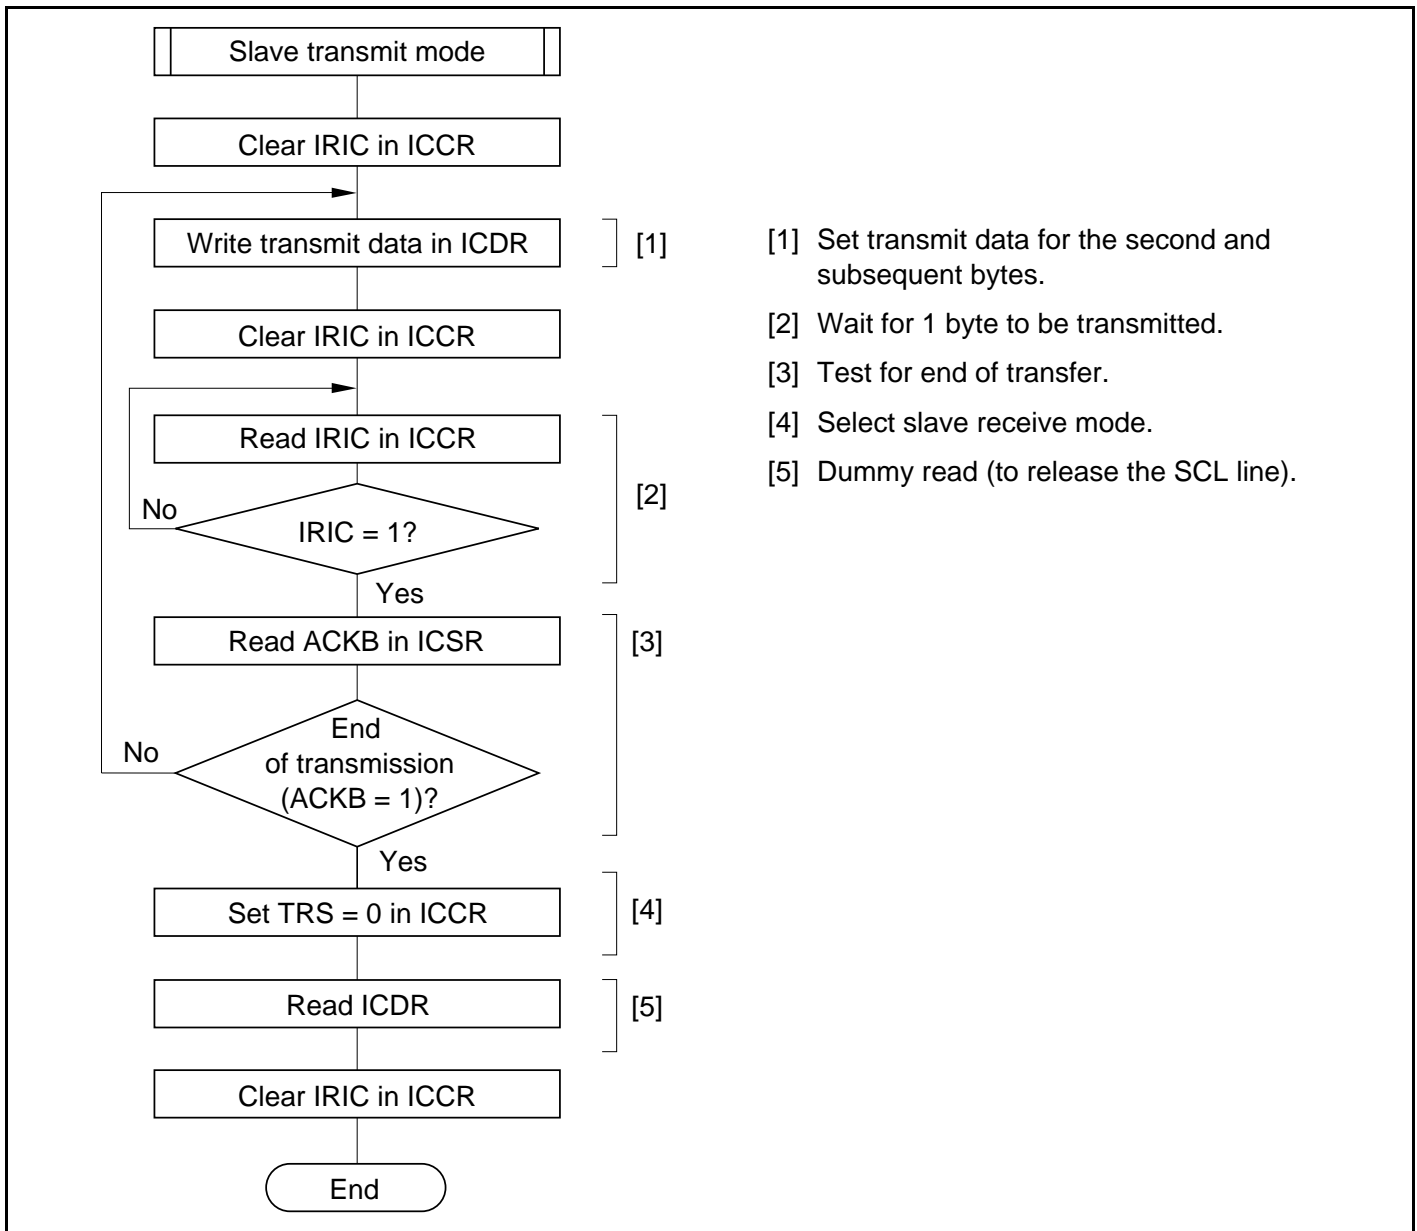 Slave transmit mode
Clear IRIC in ICCR
Write transmit data in ICDR
[1]
Clear IRIC in ICCR
Read IRIC in ICCR
[2]
No
IRIC = 1?
Yes
Read ACKB in ICSR
[3]
No
End
of transmission
(ACKB = 1)?
Yes
Set TRS = 0 in ICCR
[4]
Read ICDR
[5]
Clear IRIC in ICCR
End
[1] Set transmit data for the second and
subsequent bytes.
[2] Wait for 1 byte to be transmitted.
[3] Test for end of transfer.
[4] Select slave receive mode.
[5] Dummy read (to release the SCL line).